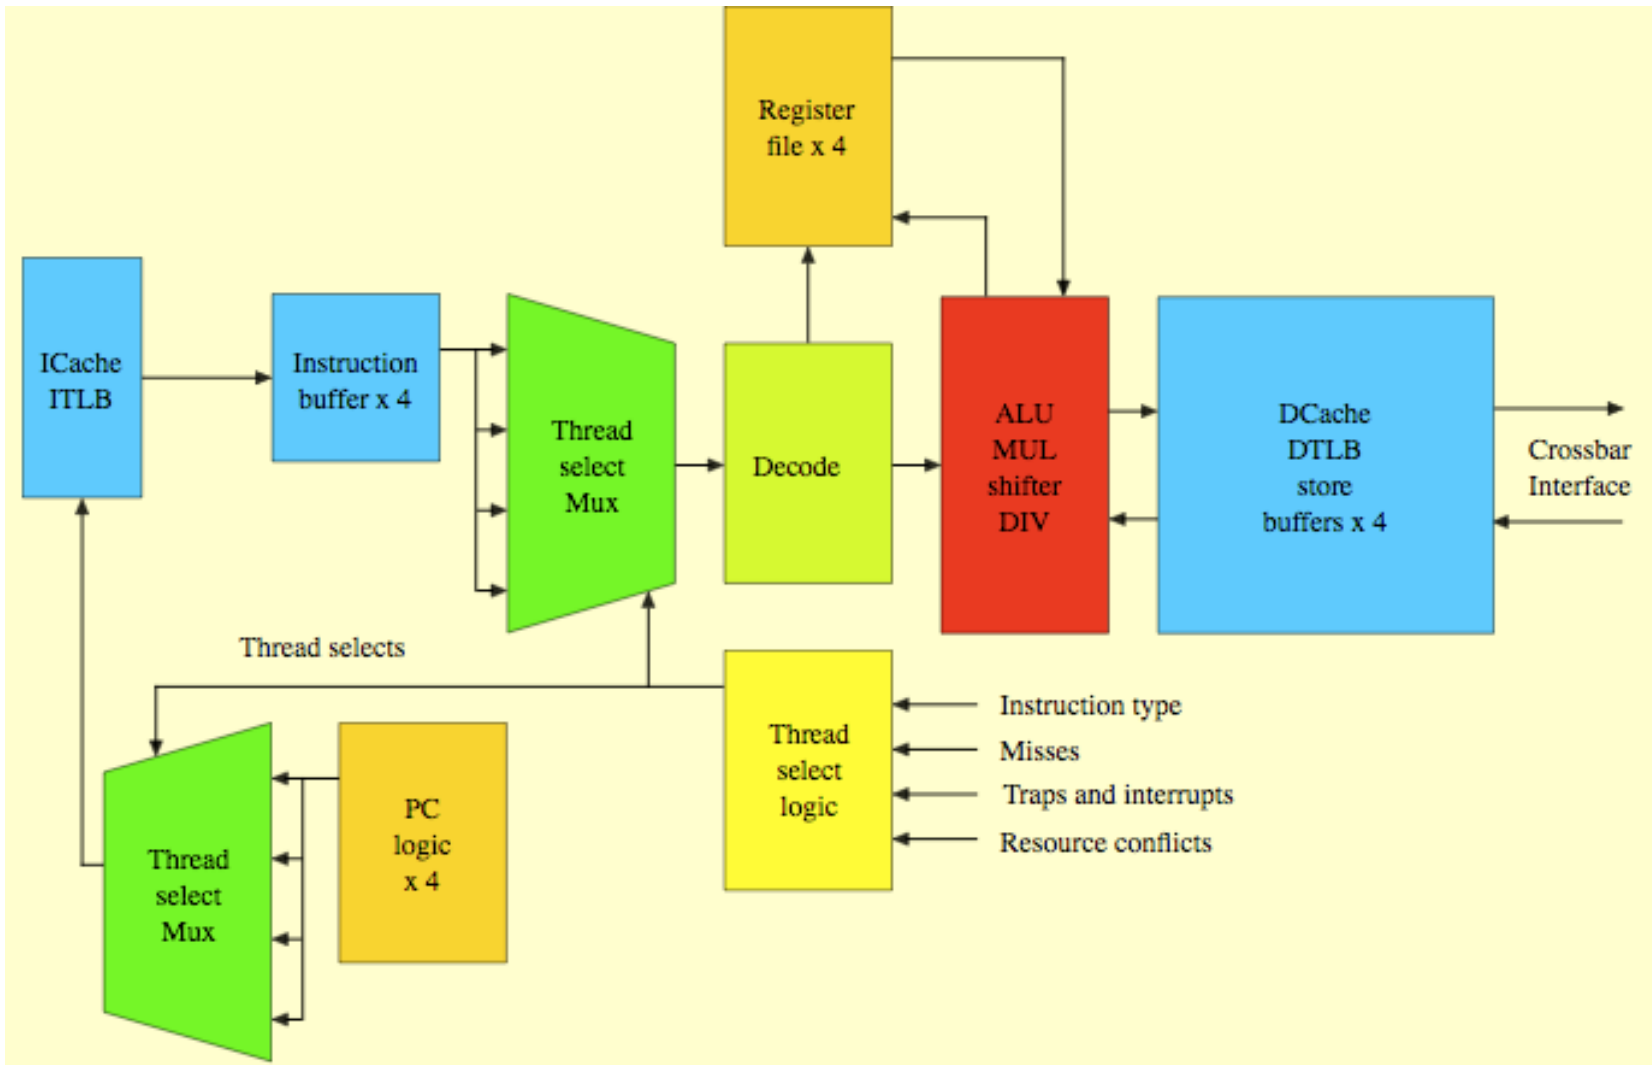 Register
file x 4
ICache
ITLB
Instruction
buffer x 4
Thread
select
Mux
Decode
ALU
MUL
shifter
DIV
DCache
DTLB
store
buffers x 4
Crossbar
Interface
Thread selects
Thread
select
Mux
PC
logic
x 4
Thread
select
logic
Instruction type
Misses
Traps and interrupts
Resource conflicts